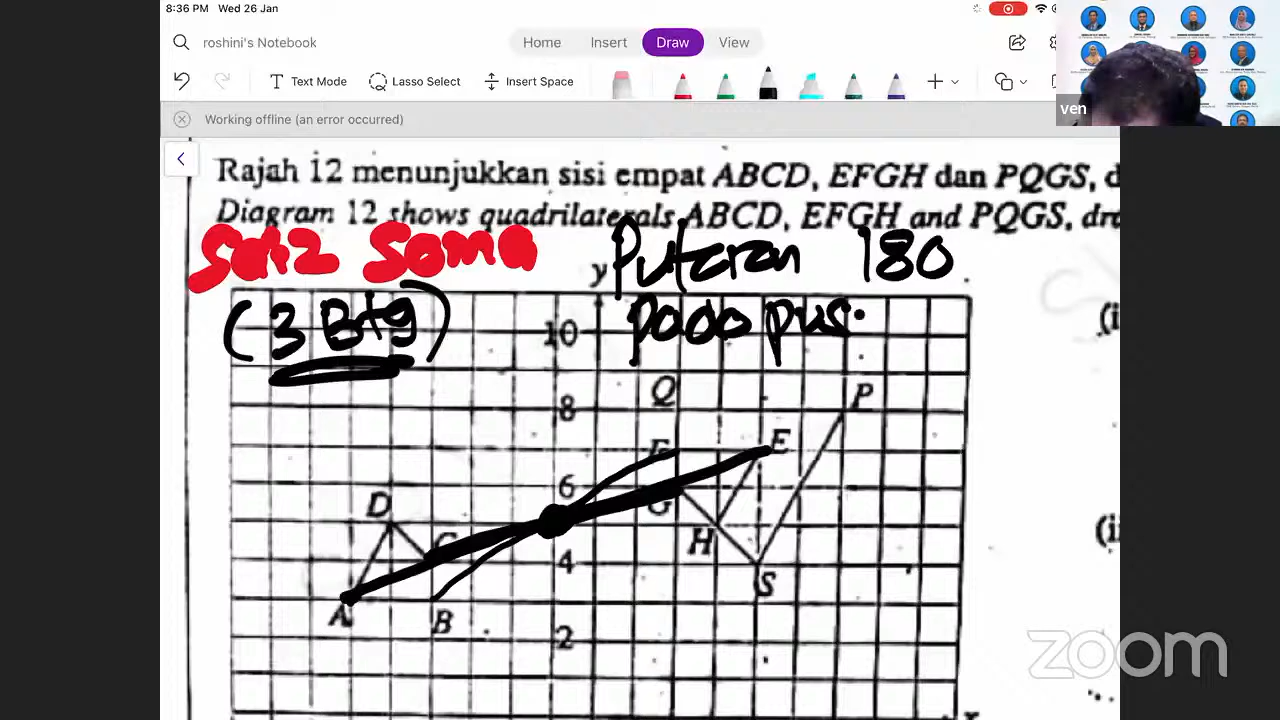 8:36 PM Wed 26 Jan
roshini's Notebook
Home Insert Draw View
Text Mode Lasso Select Insert Space
ven
Working offline (an error occurred)
Rajah 12 menunjukkan sisi empat ABCD, EFGH dan PQGS, d
Diagram 12 shows quadrilaterals ABCD, EFGH and PQGS, dra
Saiz Sama
y Putaran 180
(3 Btg)
10 pada pus.
(i
Q P
8
F E
6
D G
C H (i
4 S
A B
2
zoom
x